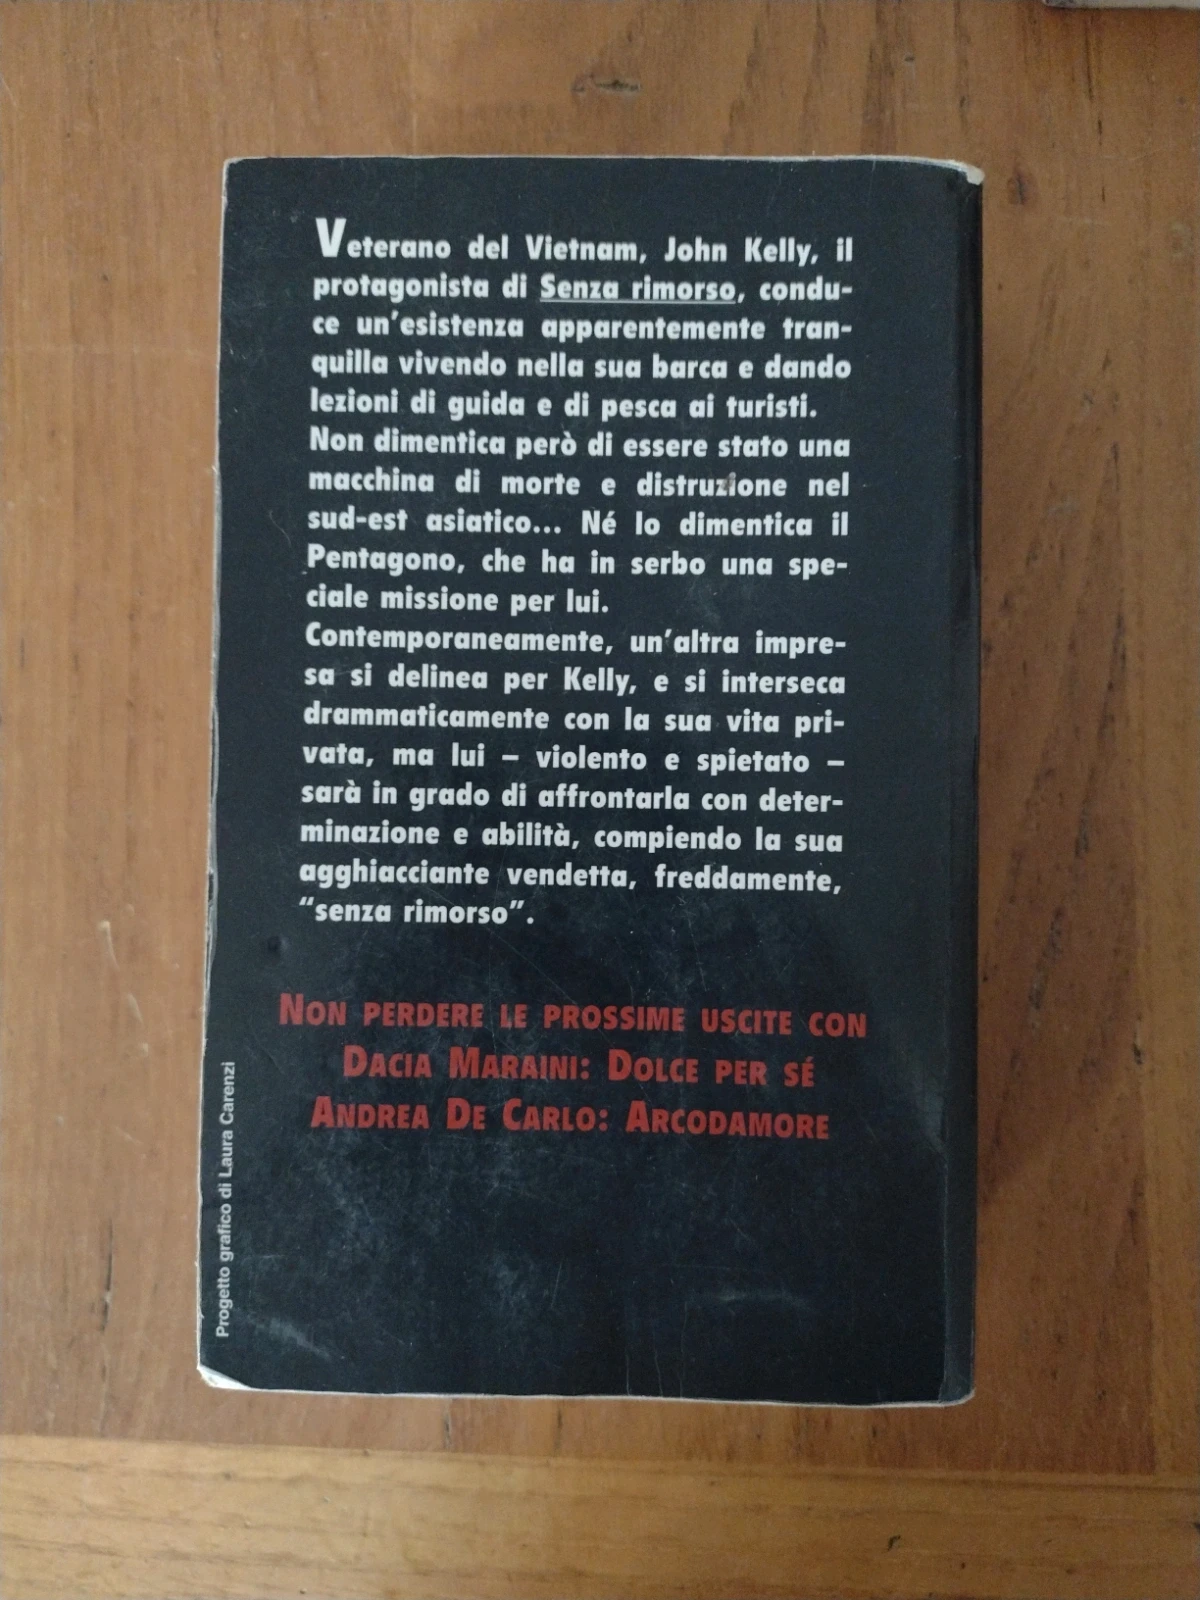 Veterano del Vietnam, John Kelly, il
protagonista di Senza rimorso, condu-
ce un'esistenza apparentemente tran-
quilla vivendo nella sua barca e dando
lezioni di guida e di pesca ai turisti.
Non dimentica però di essere stato una
macchina di morte e distruzione nel
sud-est asiatico... Né lo dimentica il
Pentagono, che ha in serbo una spe-
ciale missione per lui.
Contemporaneamente, un'altra impre-
sa si delinea per Kelly, e si interseca
drammaticamente con la sua vita pri-
vata, ma lui – violento e spietato –
sarà in grado di affrontarla con deter-
minazione e abilità, compiendo la sua
agghiacciante vendetta, freddamente,
“senza rimorso”.
NON PERDERE LE PROSSIME USCITE CON
DACIA MARAINI: DOLCE PER SÉ
ANDREA DE CARLO: ARCODAMORE
Progetto grafico di Laura Carenzi